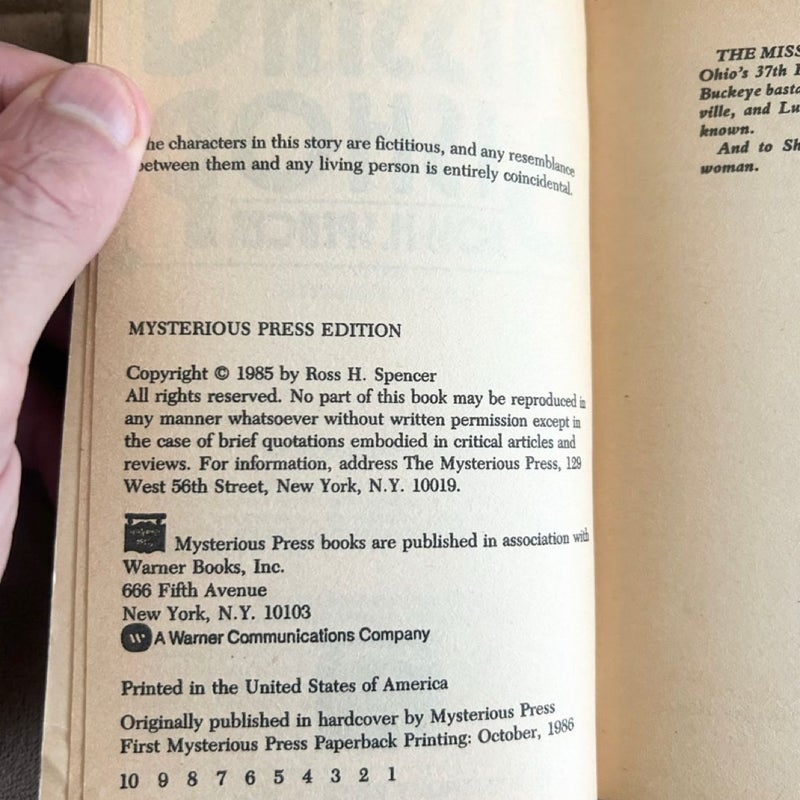 he characters in this story are fictitious, and any resemblance
between them and any living person is entirely coincidental.
MYSTERIOUS PRESS EDITION
Copyright © 1985 by Ross H. Spencer
All rights reserved. No part of this book may be reproduced in
any manner whatsoever without written permission except in
the case of brief quotations embodied in critical articles and
reviews. For information, address The Mysterious Press, 129
West 56th Street, New York, N.Y. 10019.
Mysterious Press books are published in association with
Warner Books, Inc.
666 Fifth Avenue
New York, N.Y. 10103
W A Warner Communications Company
Printed in the United States of America
Originally published in hardcover by Mysterious Press
First Mysterious Press Paperback Printing: October, 1986
10 9 8 7 6 5 4 3 2 1
THE MISS
Ohio's 37th
Buckeye basta
ville, and Lu
known.
And to Sh
woman.